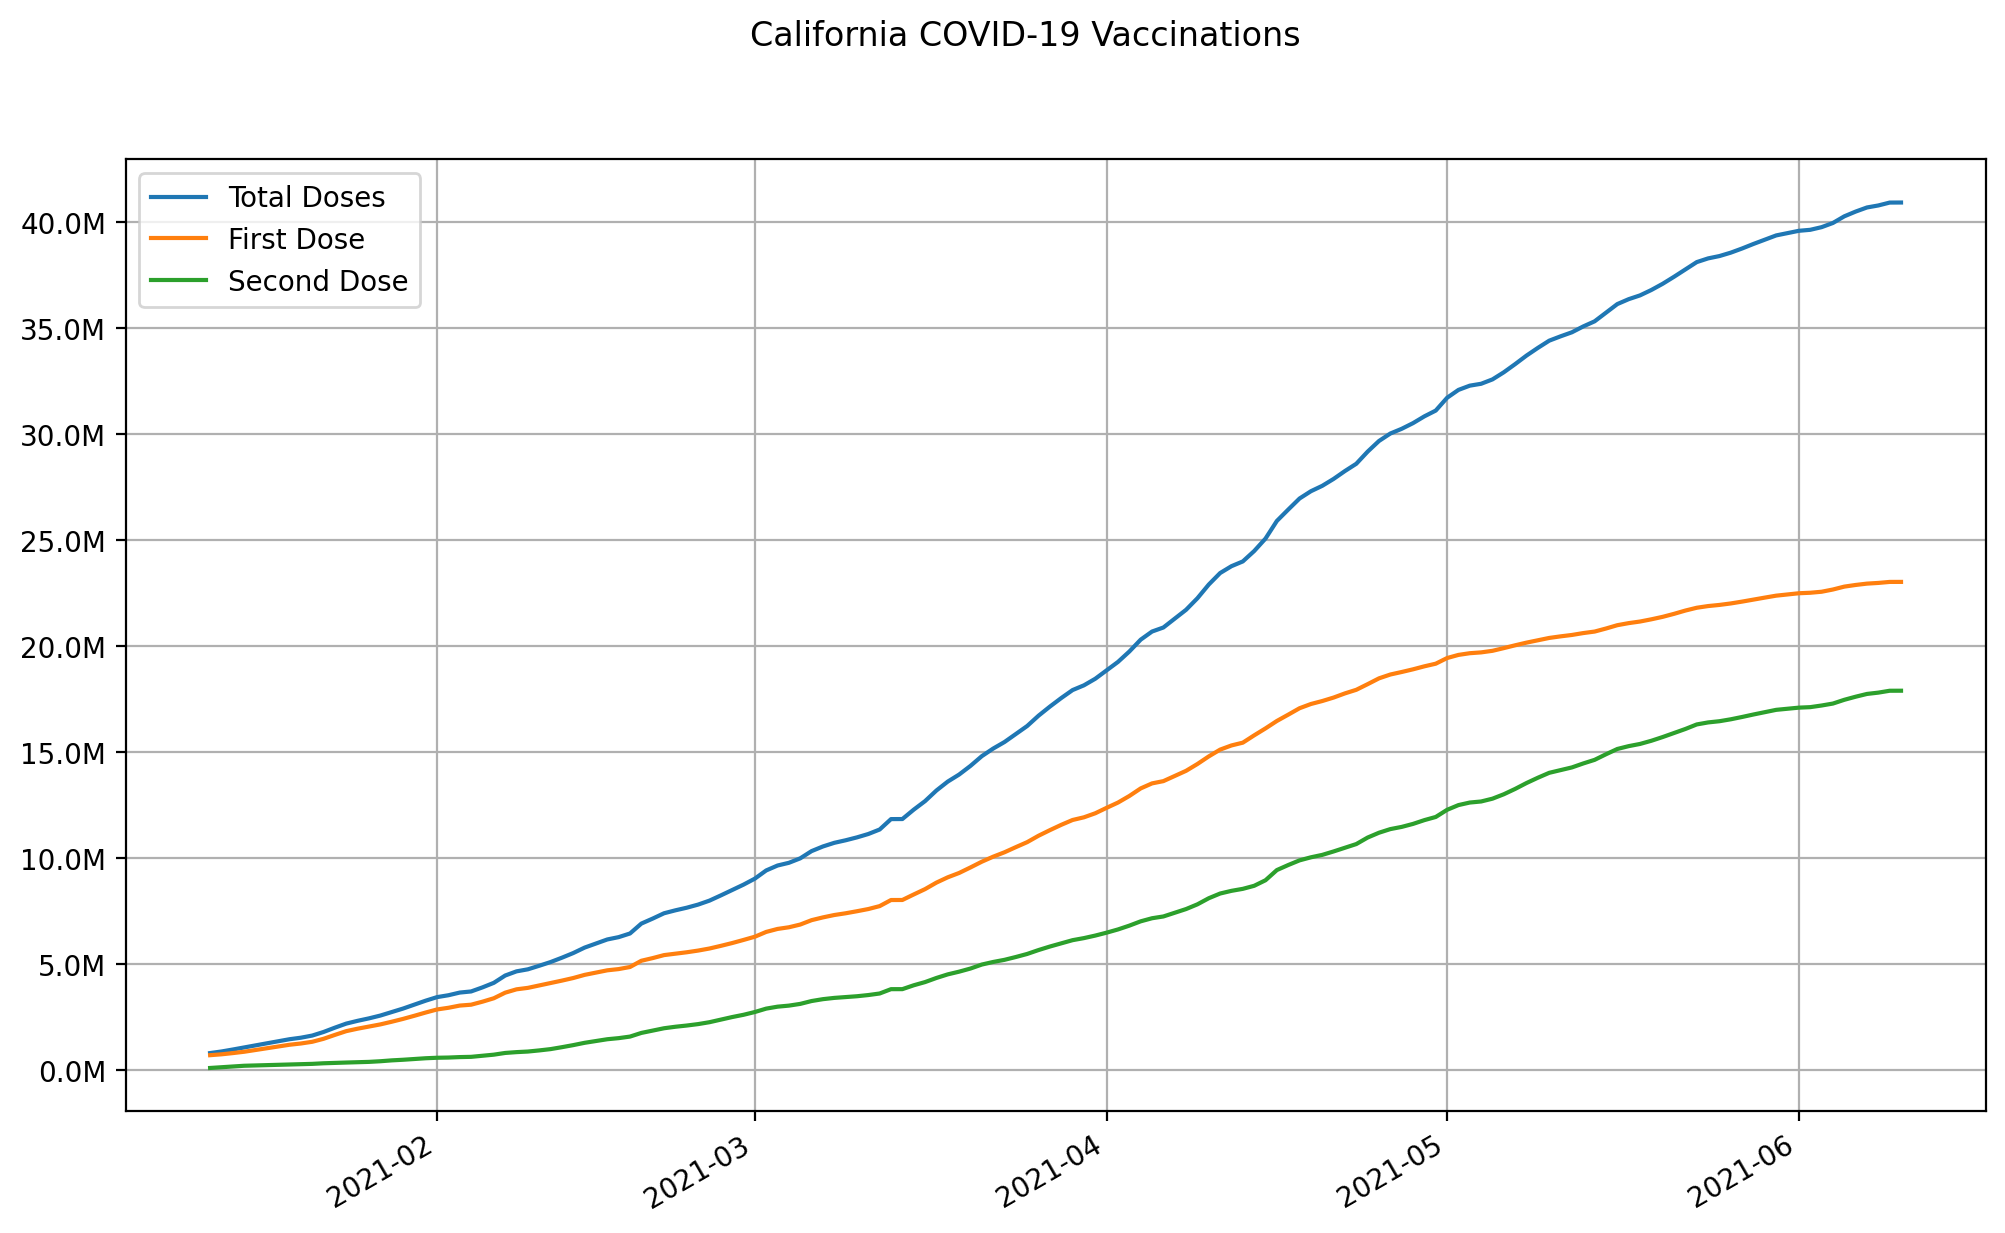 California COVID-19 Vaccinations
Total Doses
First Dose
Second Dose
40.0M
35.0M
30.0M
25.0M
20.0M
15.0M
10.0M
5.0M
0.0M
2021-02
2021-03
2021-04
2021-05
2021-06